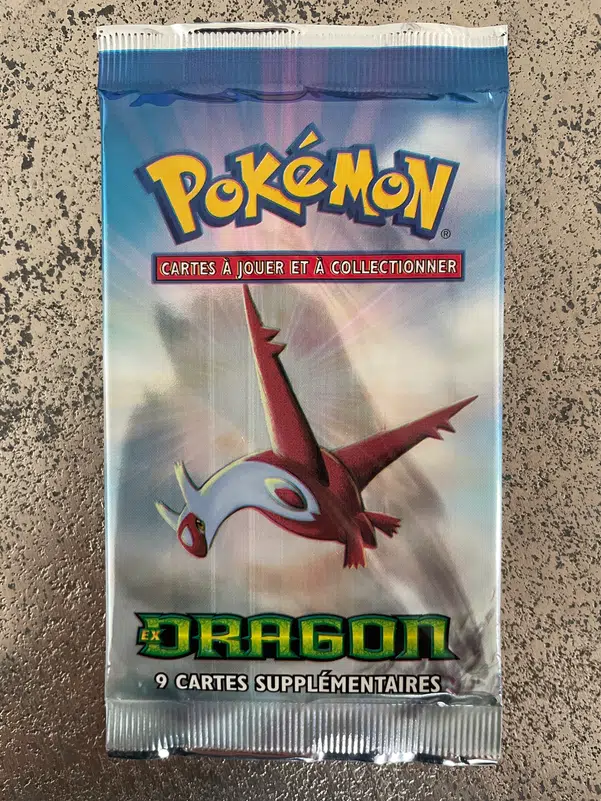 POKéMON®
CARTES À JOUER ET À COLLECTIONNER
EX DRAGON
9 CARTES SUPPLÉMENTAIRES